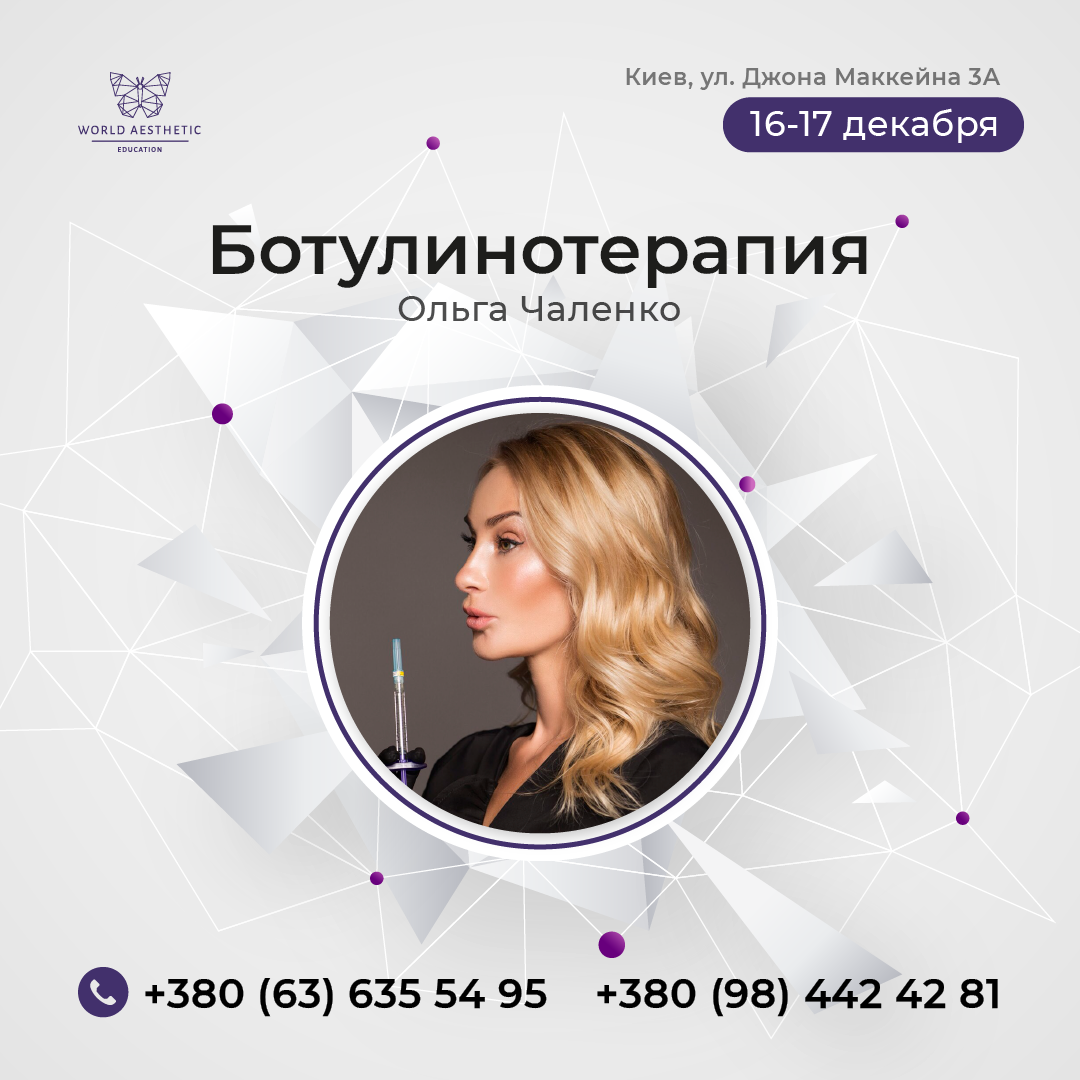 WORLD AESTHETIC
EDUCATION
Киев, ул. Джона Маккейна 3А
16-17 декабря
Ботулинотерапия
Ольга Чаленко
+380 (63) 635 54 95 +380 (98) 442 42 81